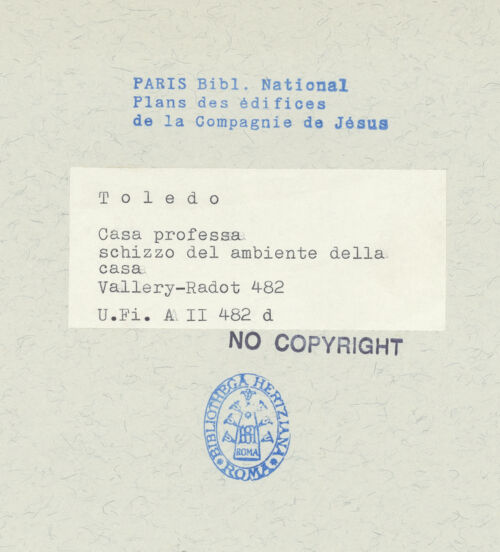 PARIS Bibl. National
Plans des édifices
de la Compagnie de Jésus
Toledo
Casa professa
schizzo del ambiente della
casa
Vallery-Radot 482
U.Fi. A II 482 d
NO COPYRIGHT
BIBLIOTHECA HERTZIANA
ROMA
ROMA